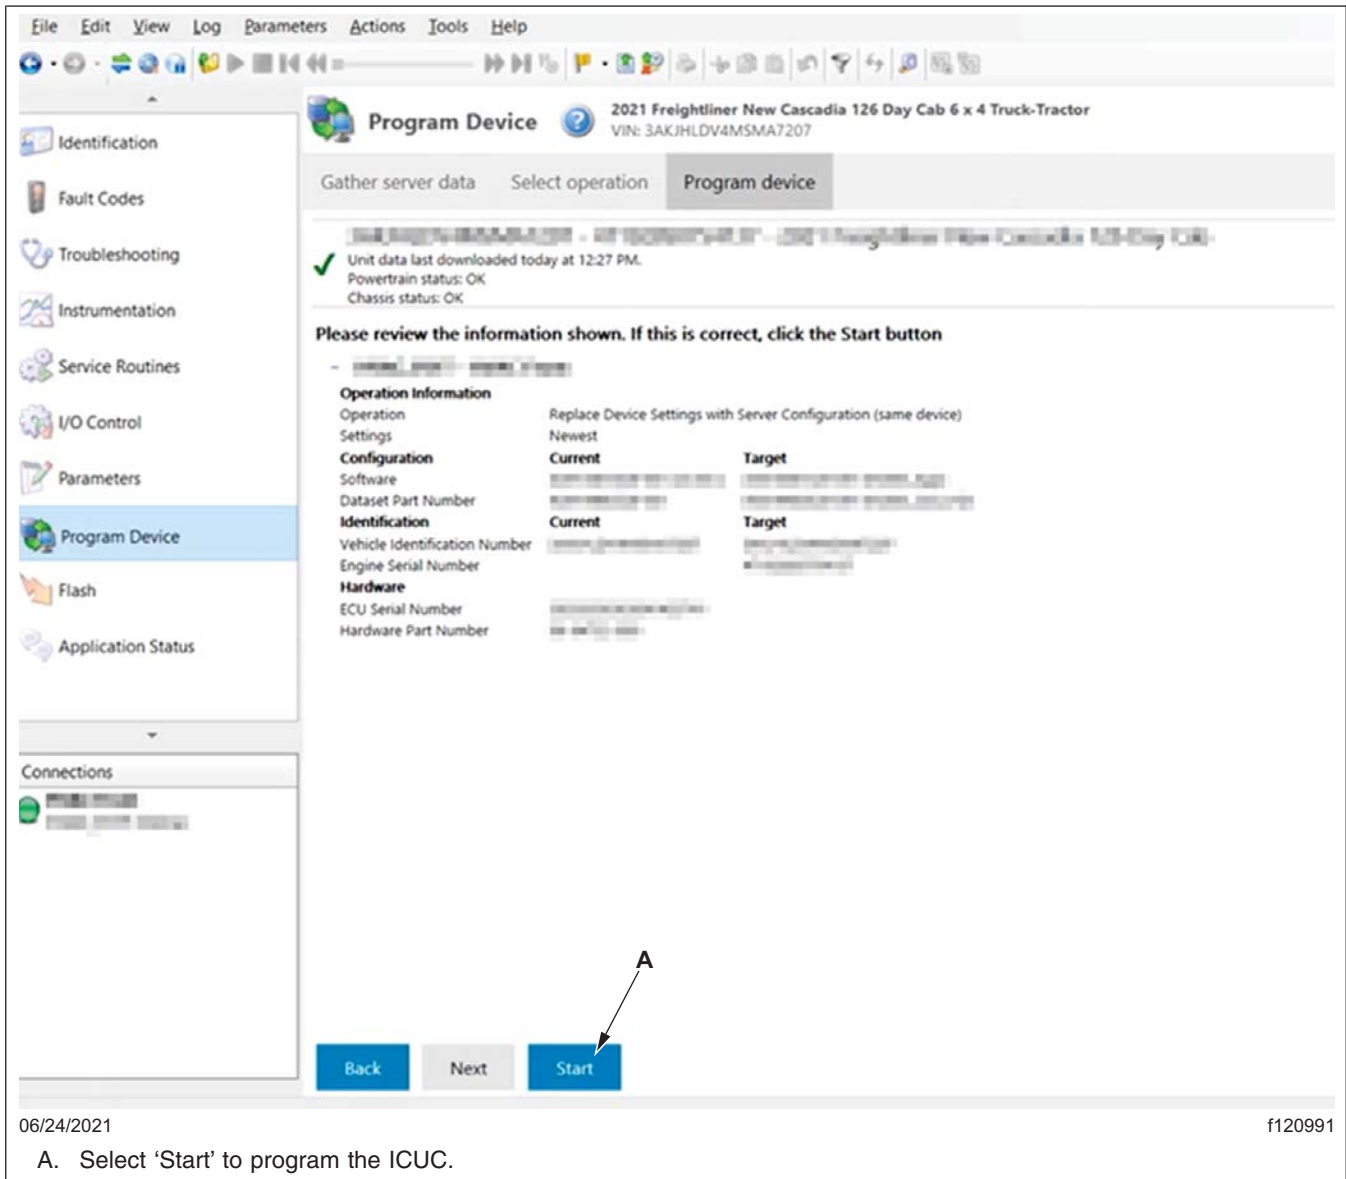 File Edit View Log Parameters Actions Tools Help
Program Device
2021 Freightliner New Cascadia 126 Day Cab 6 x 4 Truck-Tractor
VIN: 3AKJHLDV4MSMA7207
Identification
Fault Codes
Troubleshooting
Instrumentation
Service Routines
I/O Control
Parameters
Program Device
Flash
Application Status
Connections
Gather server data Select operation Program device
Unit data last downloaded today at 12:27 PM.
Powertrain status: OK
Chassis status: OK
Please review the information shown. If this is correct, click the Start button
Operation Information
Operation Replace Device Settings with Server Configuration (same device)
Settings Newest
Configuration Current Target
Software
Dataset Part Number
Identification Current Target
Vehicle Identification Number
Engine Serial Number
Hardware
ECU Serial Number
Hardware Part Number
A
Back Next Start
06/24/2021 f120991
A. Select ‘Start’ to program the ICUC.